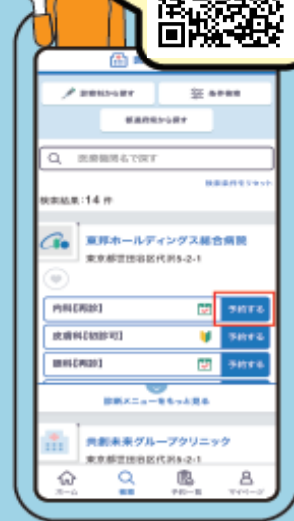 診療科から探す
条件検索
都道府県から探す
医療機関名で探す
検索条件をリセット
検索結果:14 件
東邦ホールディングス総合病院
東京都世田谷区代沢5-2-1
内科【再診】
予約する
皮膚科【初診可】
予約する
眼科【再診】
予約する
診療メニューをもっと見る
共創未来グループクリニック
東京都世田谷区代沢5-2-1
ホーム
検索
予約一覧
マイページ